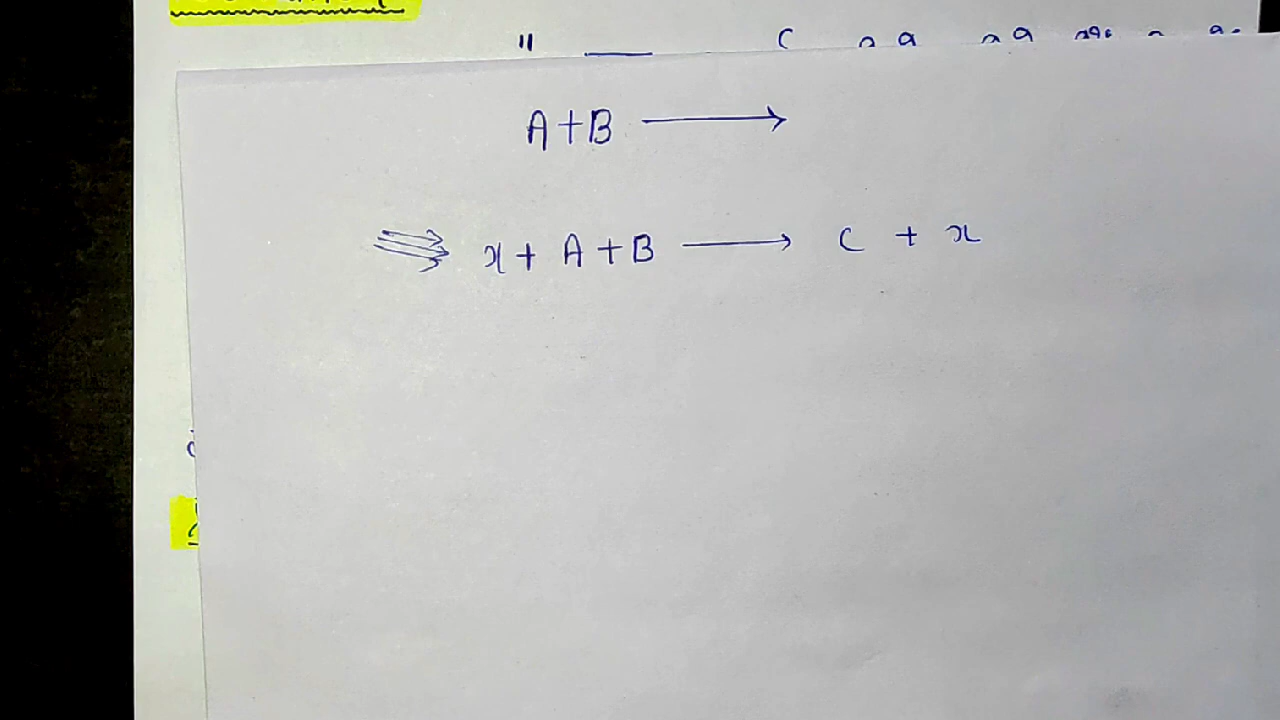 A+B ⟶
x + A + B ⟶ C + x